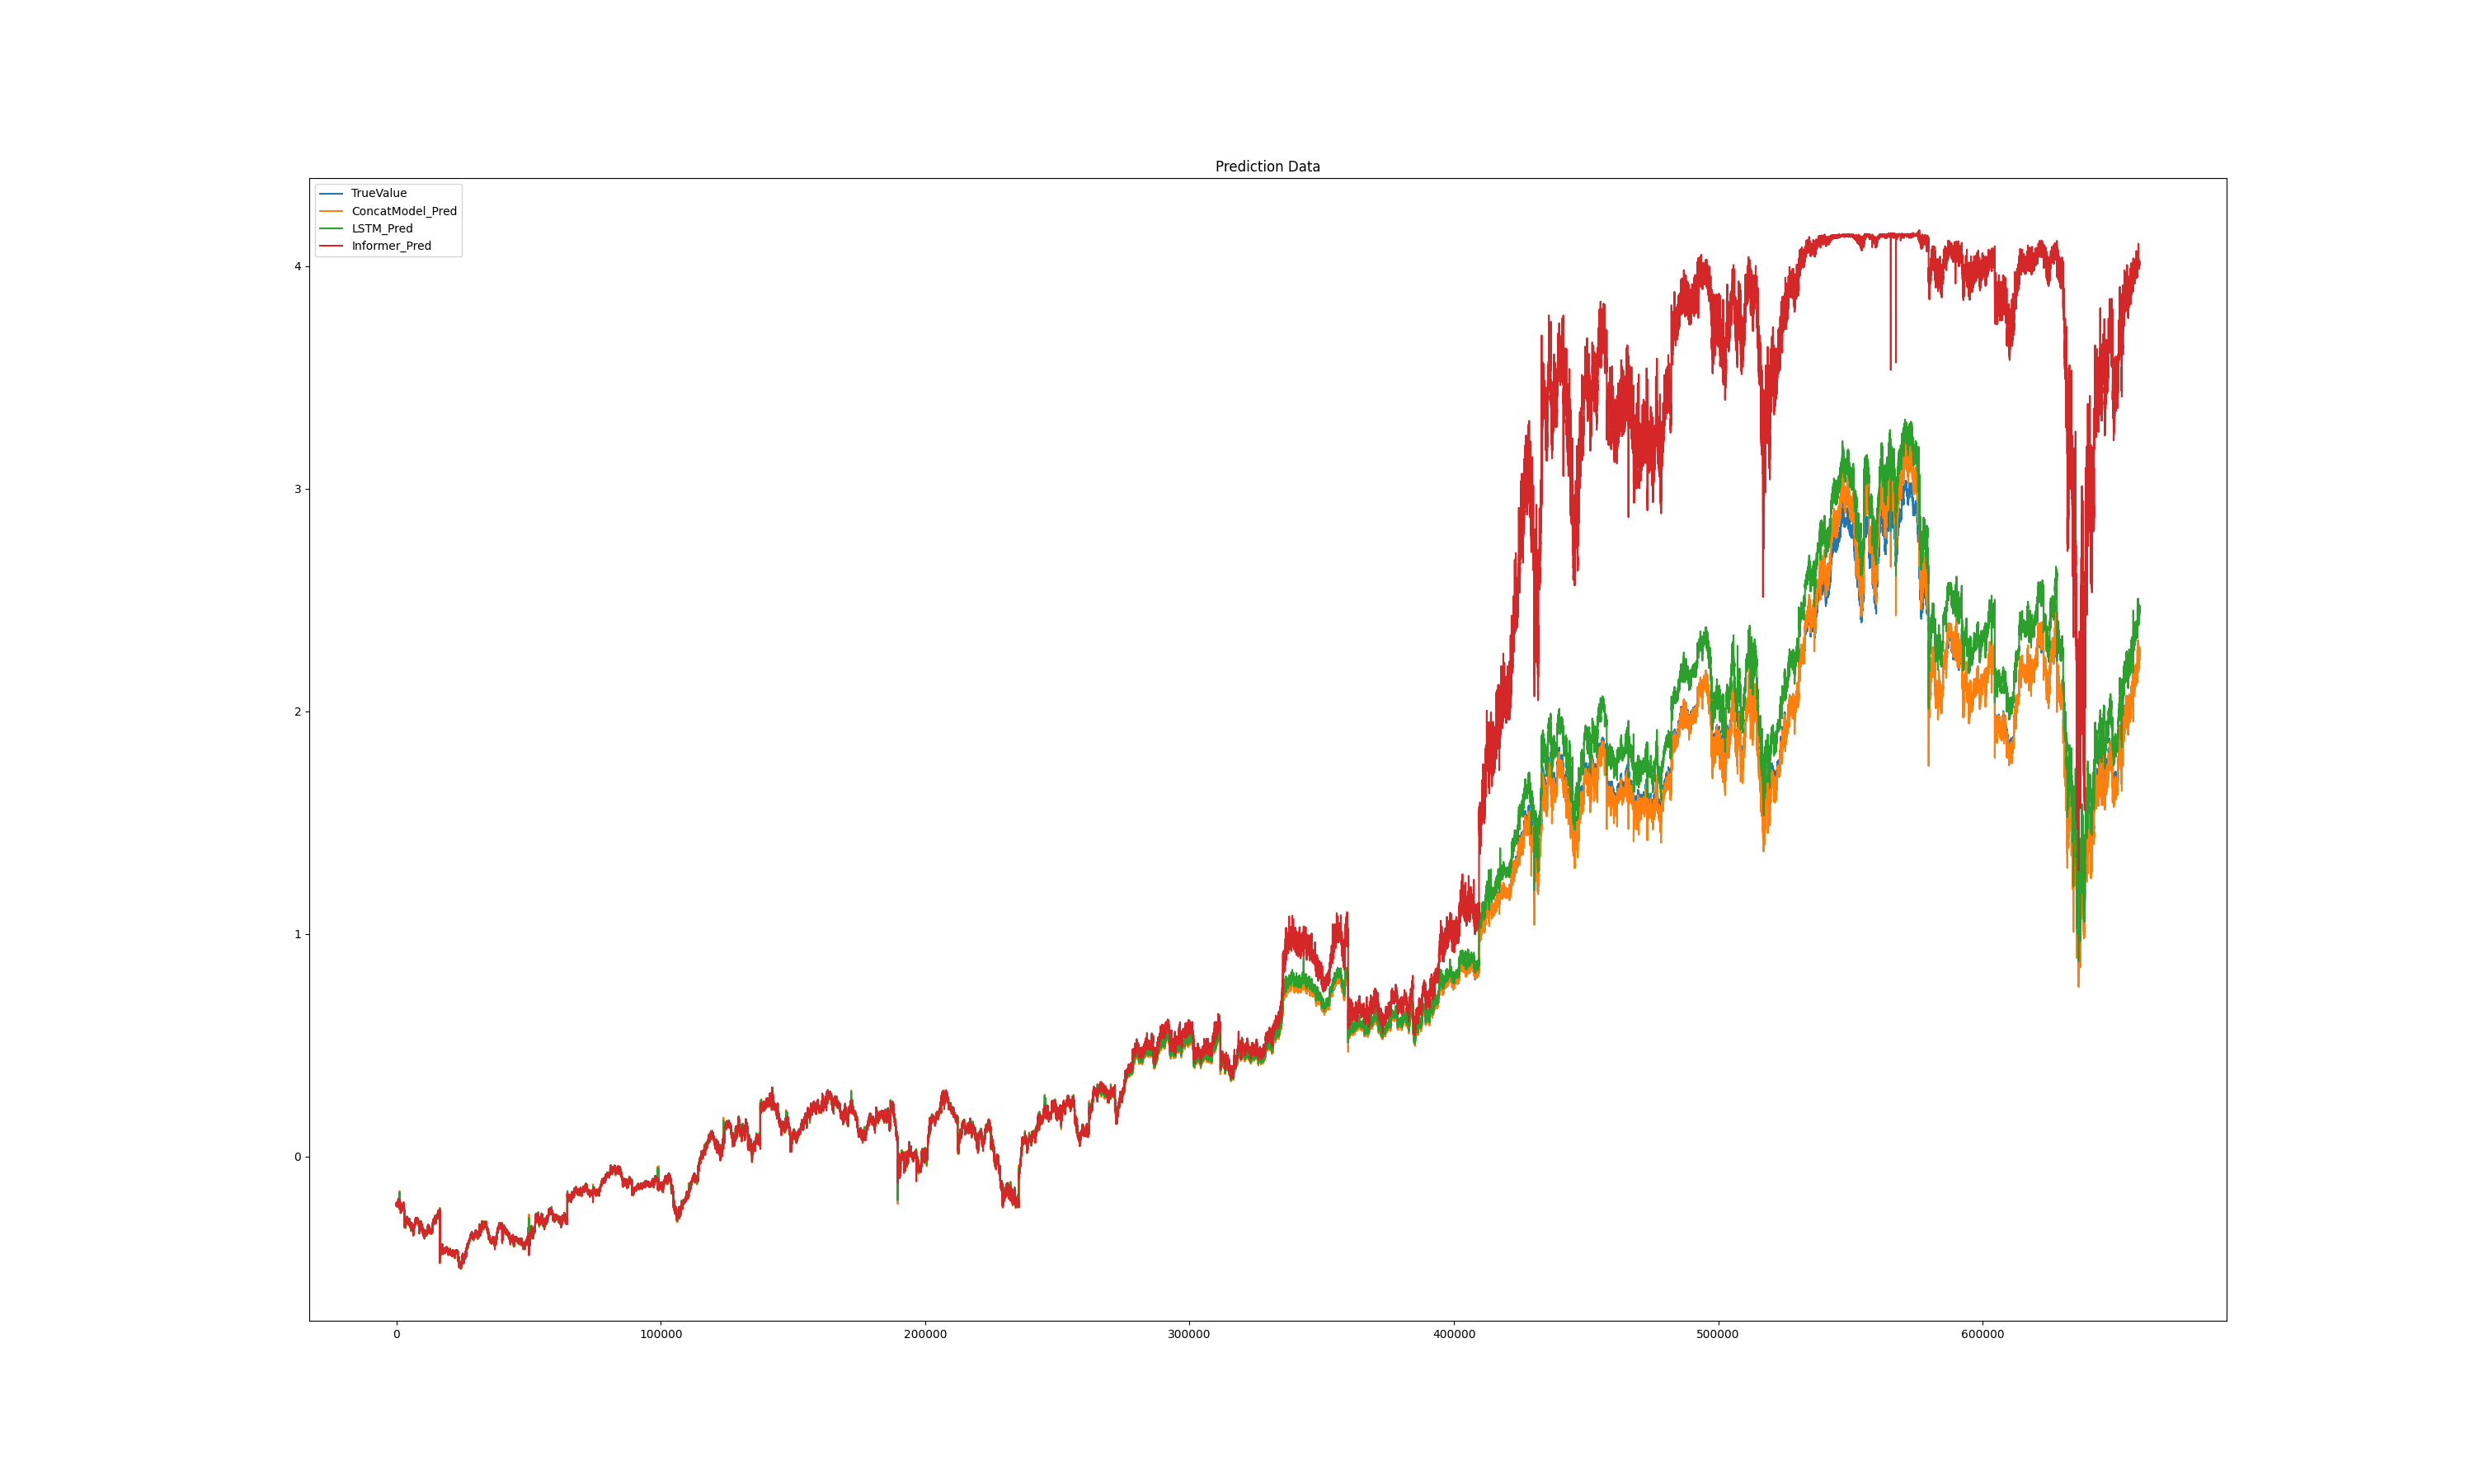 Prediction Data
TrueValue
ConcatModel_Pred
LSTM_Pred
Informer_Pred
4
3
2
1
0
0 100000 200000 300000 400000 500000 600000